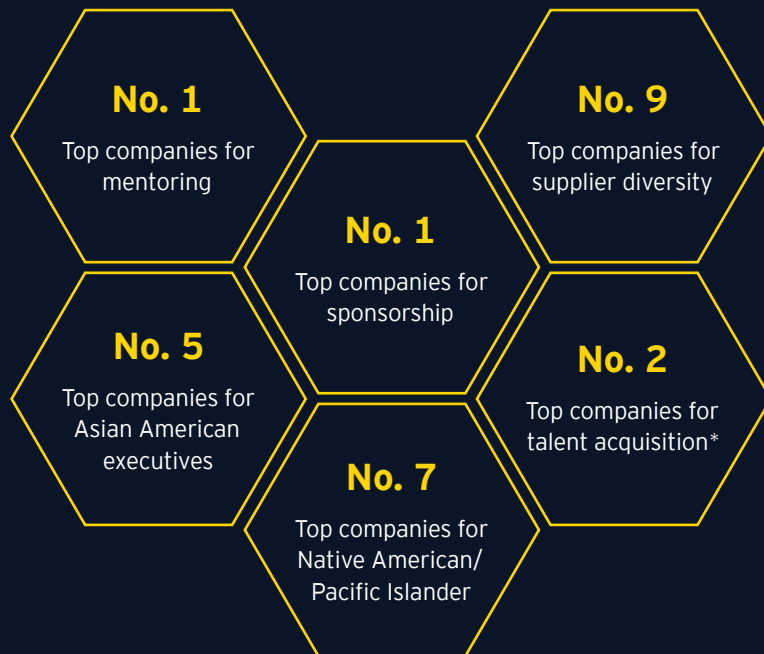 No. 1
Top companies for
mentoring
No. 9
Top companies for
supplier diversity
No. 1
Top companies for
sponsorship
No. 5
Top companies for
Asian American
executives
No. 2
Top companies for
talent acquisition*
No. 7
Top companies for
Native American/
Pacific Islander